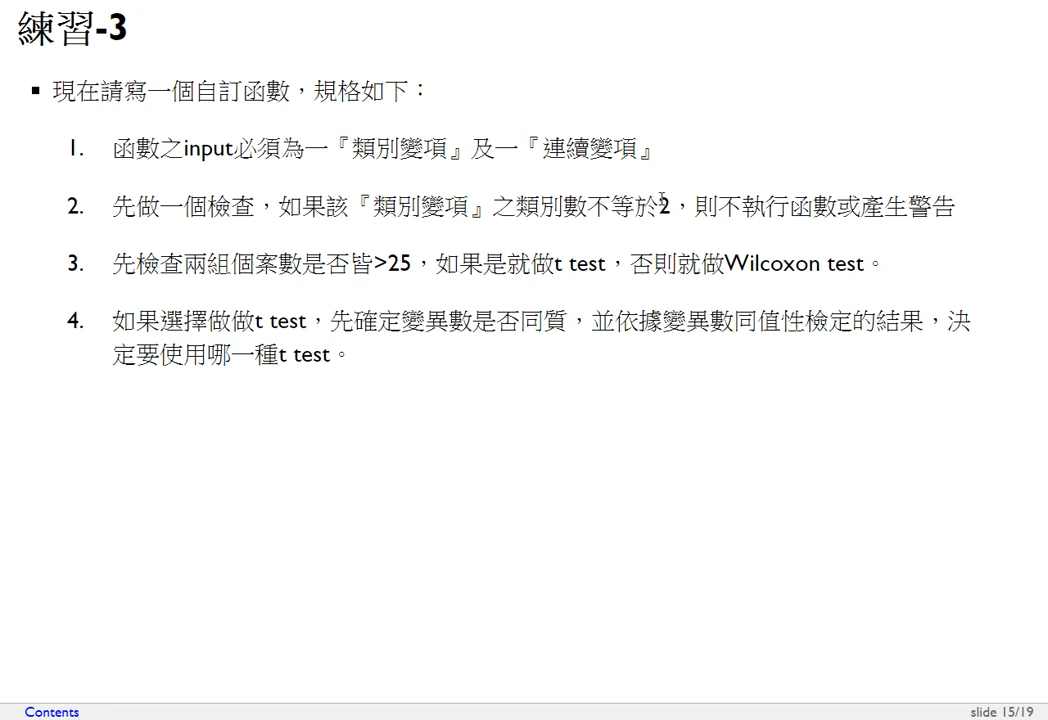 練習-3
▪ 現在請寫一個自訂函數，規格如下：
1. 函數之input必須為一『類別變項』及一『連續變項』
2. 先做一個檢查，如果該『類別變項』之類別數不等於2，則不執行函數或產生警告
3. 先檢查兩組個案數是否皆>25，如果是就做t test，否則就做Wilcoxon test。
4. 如果選擇做做t test，先確定變異數是否同質，並依據變異數同值性檢定的結果，決
定要使用哪一種t test。
Contents
slide 15/19